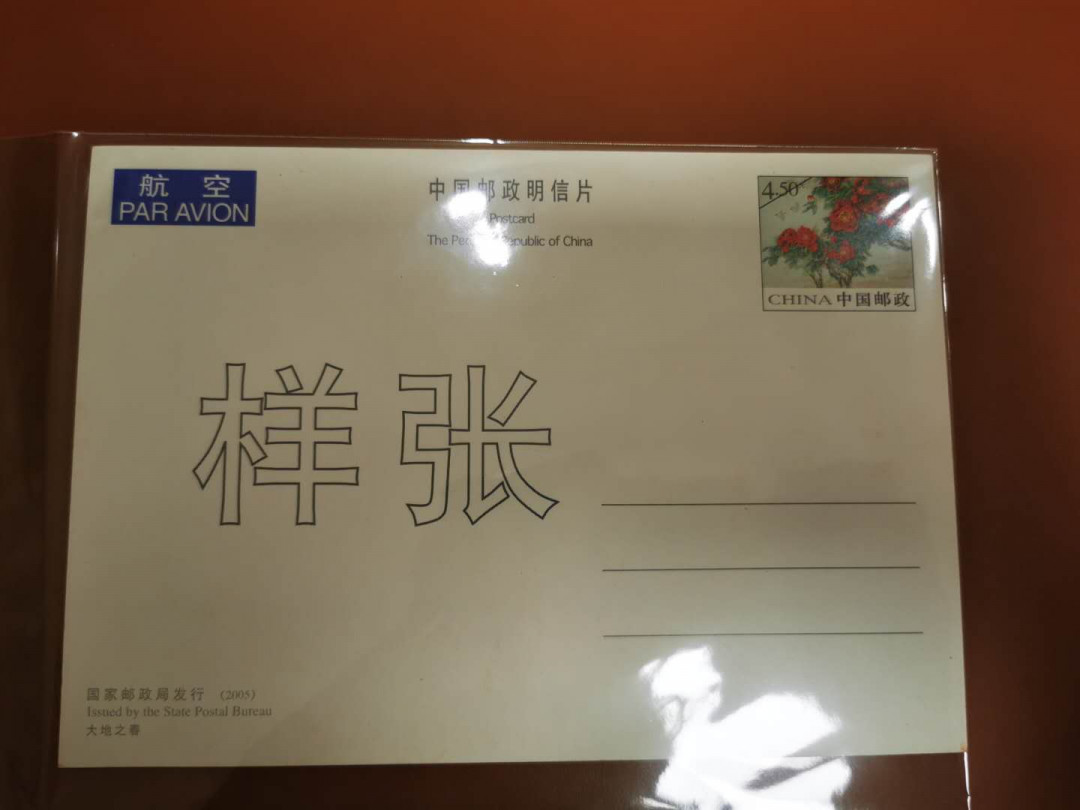 航空
PAR AVION
中国邮政明信片
Postcard
The People's Republic of China
4.50
CHINA 中国邮政
样张
国家邮政局发行 (2005)
Issued by the State Postal Bureau
大地之春